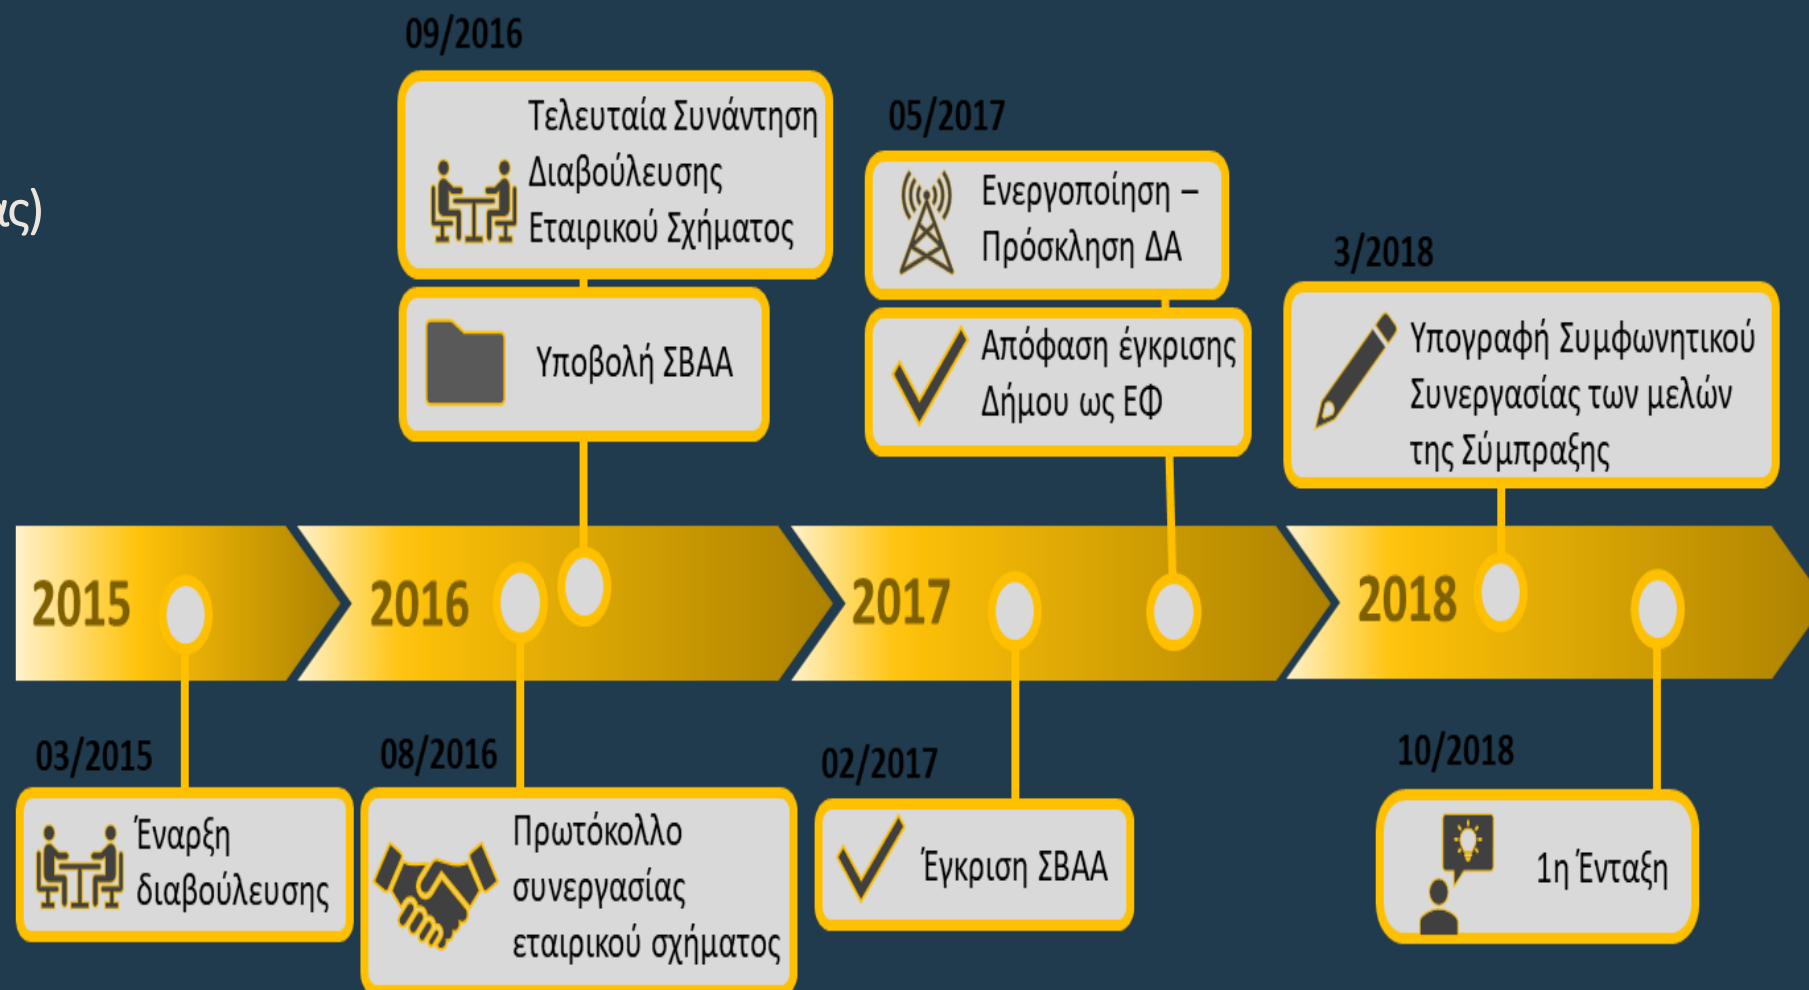 ας)
09/2016
Τελευταία Συνάντηση
Διαβούλευσης
Εταιρικού Σχήματος
Υποβολή ΣΒΑΑ
05/2017
Ενεργοποίηση –
Πρόσκληση ΔΑ
Απόφαση έγκρισης
Δήμου ως ΕΦ
3/2018
Υπογραφή Συμφωνητικού
Συνεργασίας των μελών
της Σύμπραξης
2015
2016
2017
2018
03/2015
Έναρξη
διαβούλευσης
08/2016
Πρωτόκολλο
συνεργασίας
εταιρικού σχήματος
02/2017
Έγκριση ΣΒΑΑ
10/2018
1η Ένταξη